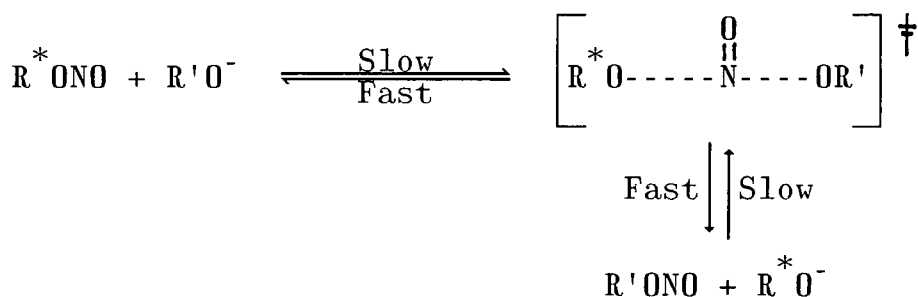 R*ONO + R'O⁻ Slow Fast [R*O-----N(=O)----OR']‡
Fast Slow
R'ONO + R*O⁻